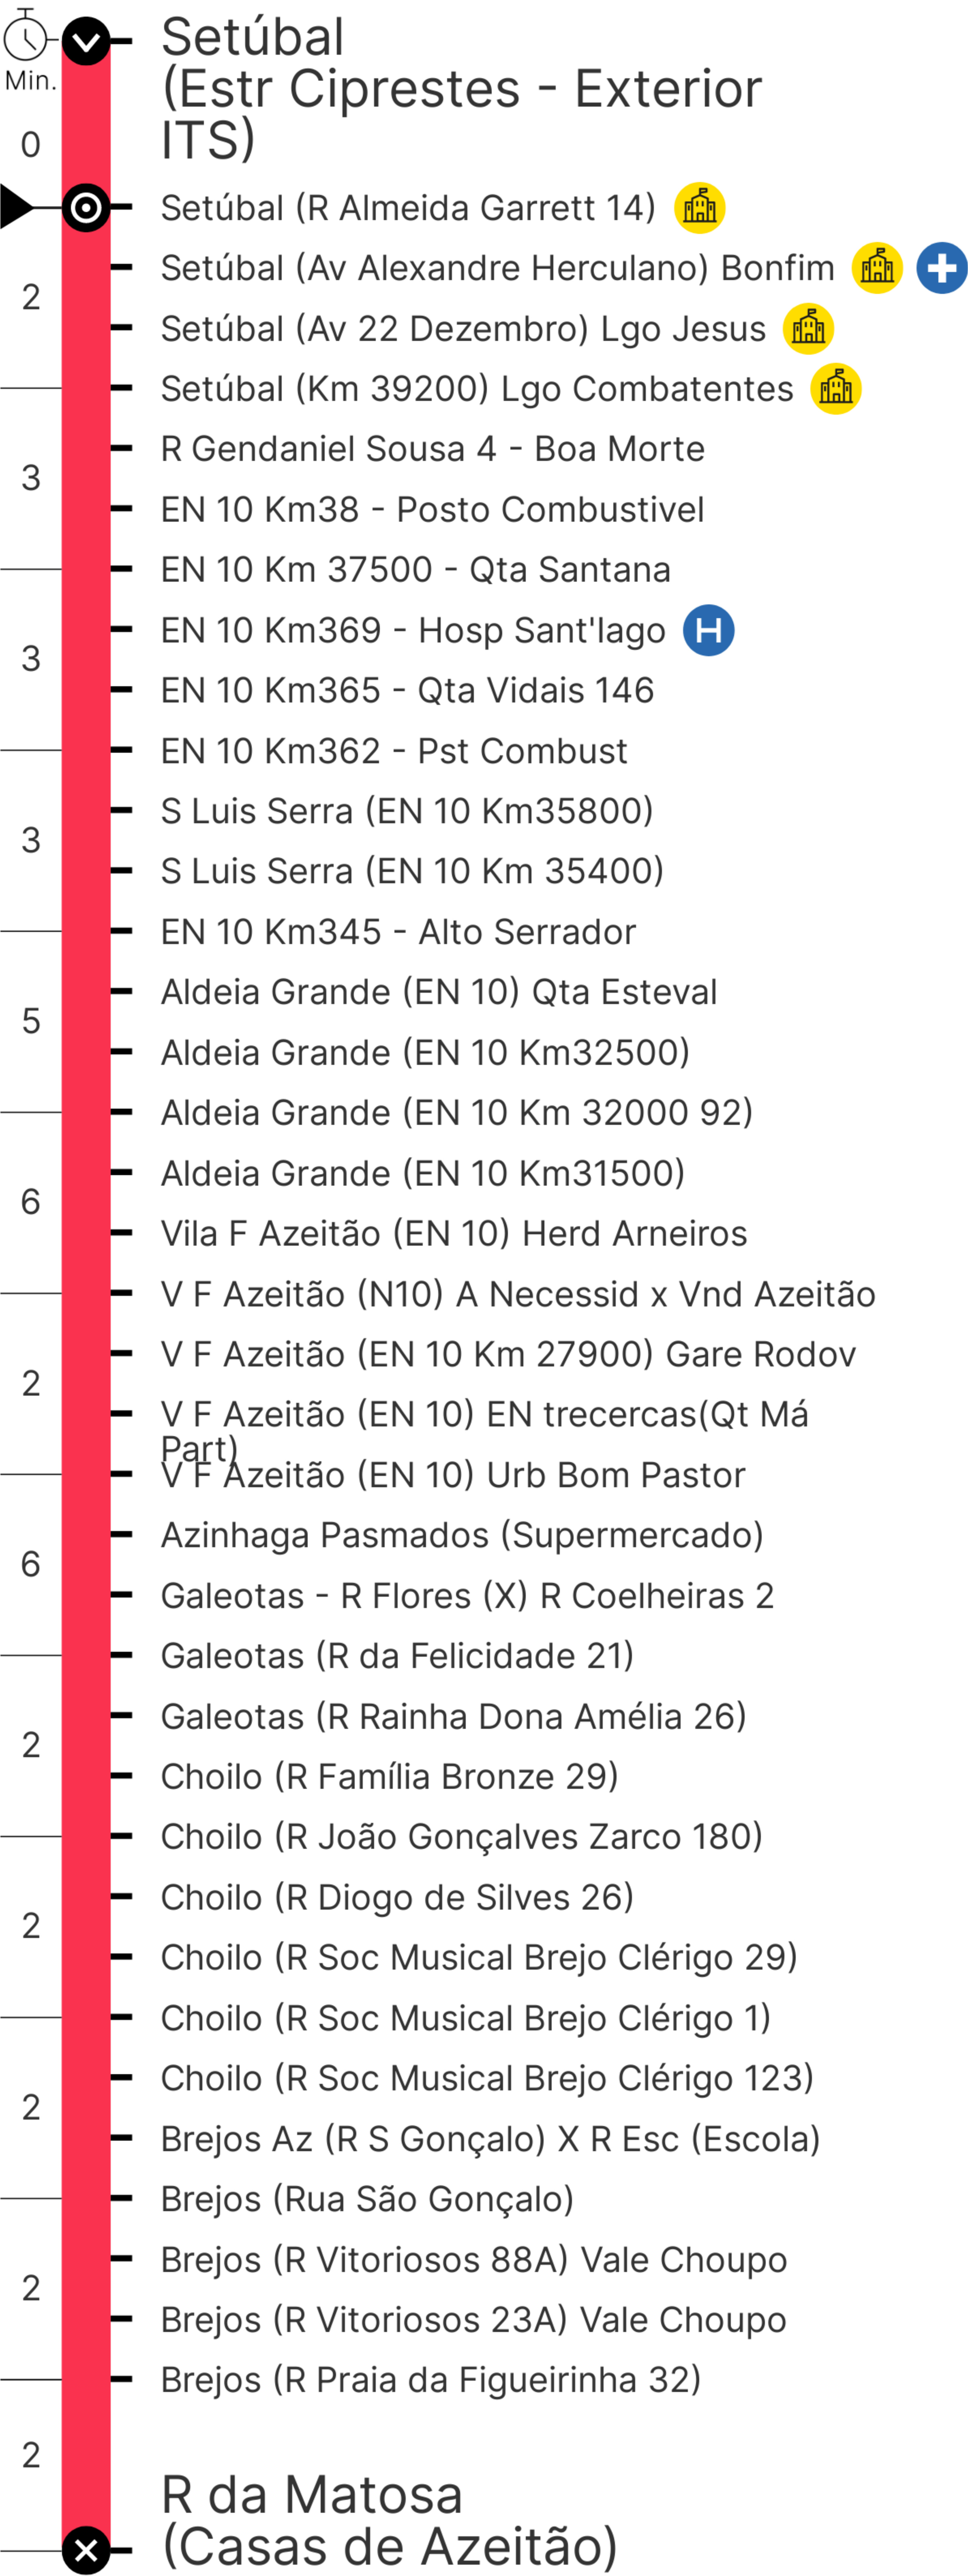 Setúbal
(Estr Ciprestes - Exterior
ITS)
Min.
0
Setúbal (R Almeida Garrett 14)
Setúbal (Av Alexandre Herculano) Bonfim
2
Setúbal (Av 22 Dezembro) Lgo Jesus
Setúbal (Km 39200) Lgo Combatentes
R Gendaniel Sousa 4 - Boa Morte
3
EN 10 Km38 - Posto Combustivel
EN 10 Km 37500 - Qta Santana
EN 10 Km369 - Hosp Sant'Iago H
3
EN 10 Km365 - Qta Vidais 146
EN 10 Km362 - Pst Combust
S Luis Serra (EN 10 Km35800)
3
S Luis Serra (EN 10 Km 35400)
EN 10 Km345 - Alto Serrador
Aldeia Grande (EN 10) Qta Esteval
5
Aldeia Grande (EN 10 Km32500)
Aldeia Grande (EN 10 Km 32000 92)
Aldeia Grande (EN 10 Km31500)
6
Vila F Azeitão (EN 10) Herd Arneiros
V F Azeitão (N10) A Necessid x Vnd Azeitão
V F Azeitão (EN 10 Km 27900) Gare Rodov
2
V F Azeitão (EN 10) EN trecercas(Qt Má
Part)
V F Azeitão (EN 10) Urb Bom Pastor
Azinhaga Pasmados (Supermercado)
6
Galeotas - R Flores (X) R Coelheiras 2
Galeotas (R da Felicidade 21)
Galeotas (R Rainha Dona Amélia 26)
2
Choilo (R Família Bronze 29)
Choilo (R João Gonçalves Zarco 180)
Choilo (R Diogo de Silves 26)
2
Choilo (R Soc Musical Brejo Clérigo 29)
Choilo (R Soc Musical Brejo Clérigo 1)
Choilo (R Soc Musical Brejo Clérigo 123)
2
Brejos Az (R S Gonçalo) X R Esc (Escola)
Brejos (Rua São Gonçalo)
Brejos (R Vitoriosos 88A) Vale Choupo
2
Brejos (R Vitoriosos 23A) Vale Choupo
Brejos (R Praia da Figueirinha 32)
2
R da Matosa
(Casas de Azeitão)